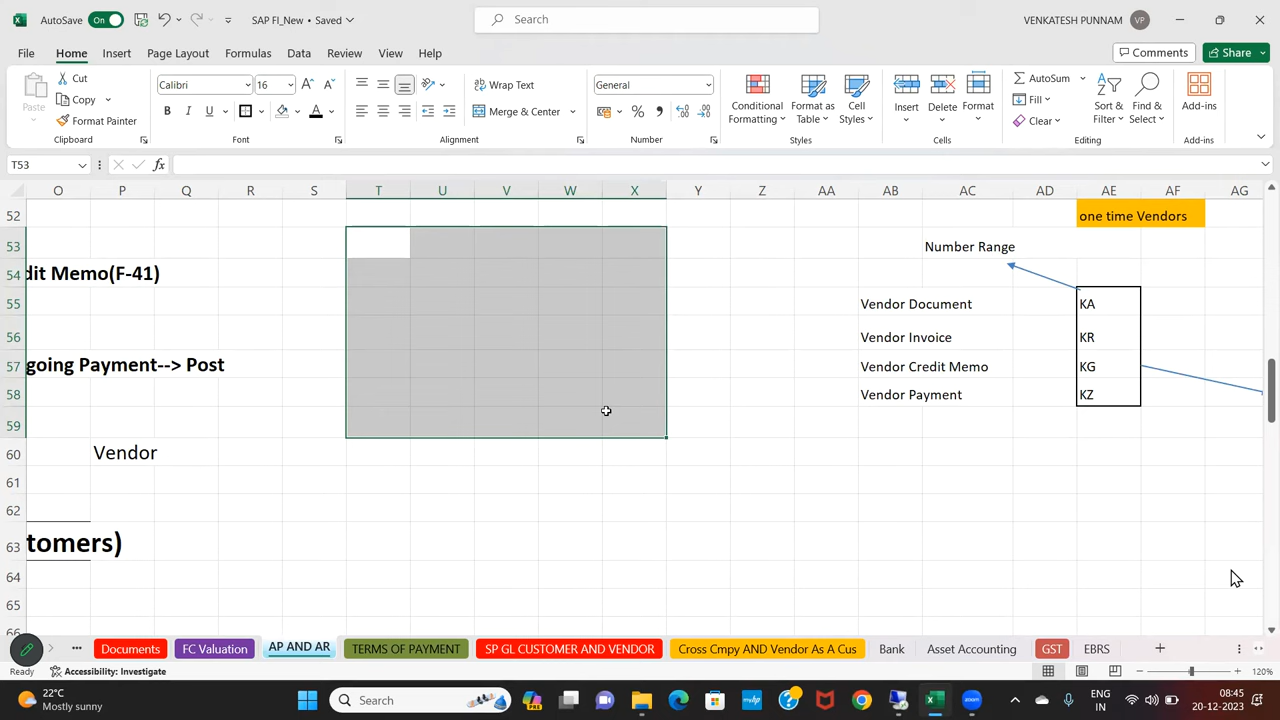 AutoSave On SAP FI_New • Saved Search VENKATESH PUNNAM VP
File Home Insert Page Layout Formulas Data Review View Help Comments Share
Paste Cut Copy Format Painter Clipboard
Calibri 16 B I U A Font
Wrap Text Merge & Center Alignment
General % Number
Conditional Formatting Format as Table Cell Styles Styles
Insert Delete Format Cells
AutoSum Fill Clear Sort & Filter Find & Select Editing
Add-ins Add-ins
T53 fx
O P Q R S T U V W X Y Z AA AB AC AD AE AF AG
52 one time Vendors
53 Number Range
54 dit Memo(F-41)
55 Vendor Document KA
56 Vendor Invoice KR
57 going Payment--> Post Vendor Credit Memo KG
58 Vendor Payment KZ
59
60 Vendor
61
62
63 tomers)
64
65
66
Documents FC Valuation AP AND AR TERMS OF PAYMENT SP GL CUSTOMER AND VENDOR Cross Cmpy AND Vendor As A Cus Bank Asset Accounting GST EBRS
Ready Accessibility: Investigate 120%
22°C
Mostly sunny
Search
ENG
IN
08:45
20-12-2023